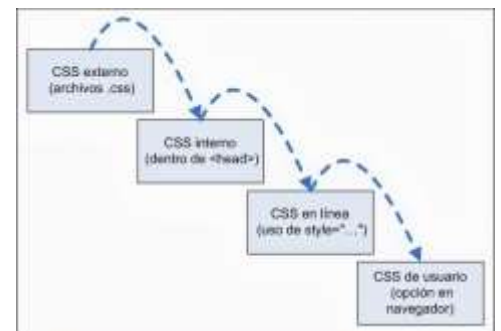 CSS externo
(archivos .css)
CSS interno
(dentro de <head>)
CSS en línea
(uso de style="...")
CSS de usuario
(opción en
navegador)